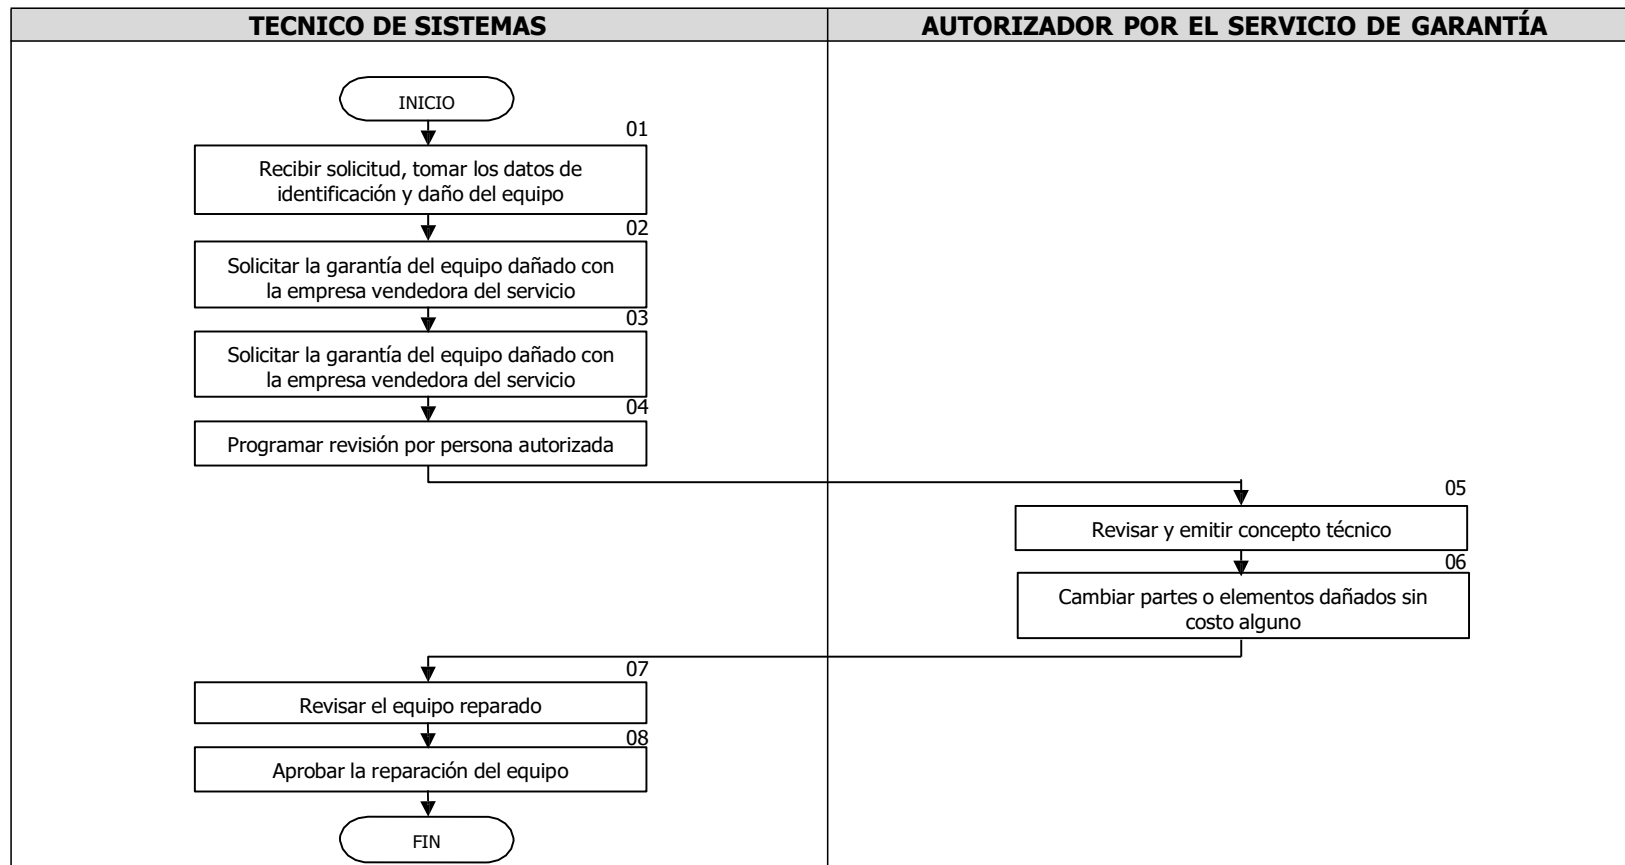 TECNICO DE SISTEMAS
AUTORIZADOR POR EL SERVICIO DE GARANTÍA
INICIO
01
Recibir solicitud, tomar los datos de
identificación y daño del equipo
02
Solicitar la garantía del equipo dañado con
la empresa vendedora del servicio
03
Solicitar la garantía del equipo dañado con
la empresa vendedora del servicio
04
Programar revisión por persona autorizada
05
Revisar y emitir concepto técnico
06
Cambiar partes o elementos dañados sin
costo alguno
07
Revisar el equipo reparado
08
Aprobar la reparación del equipo
FIN